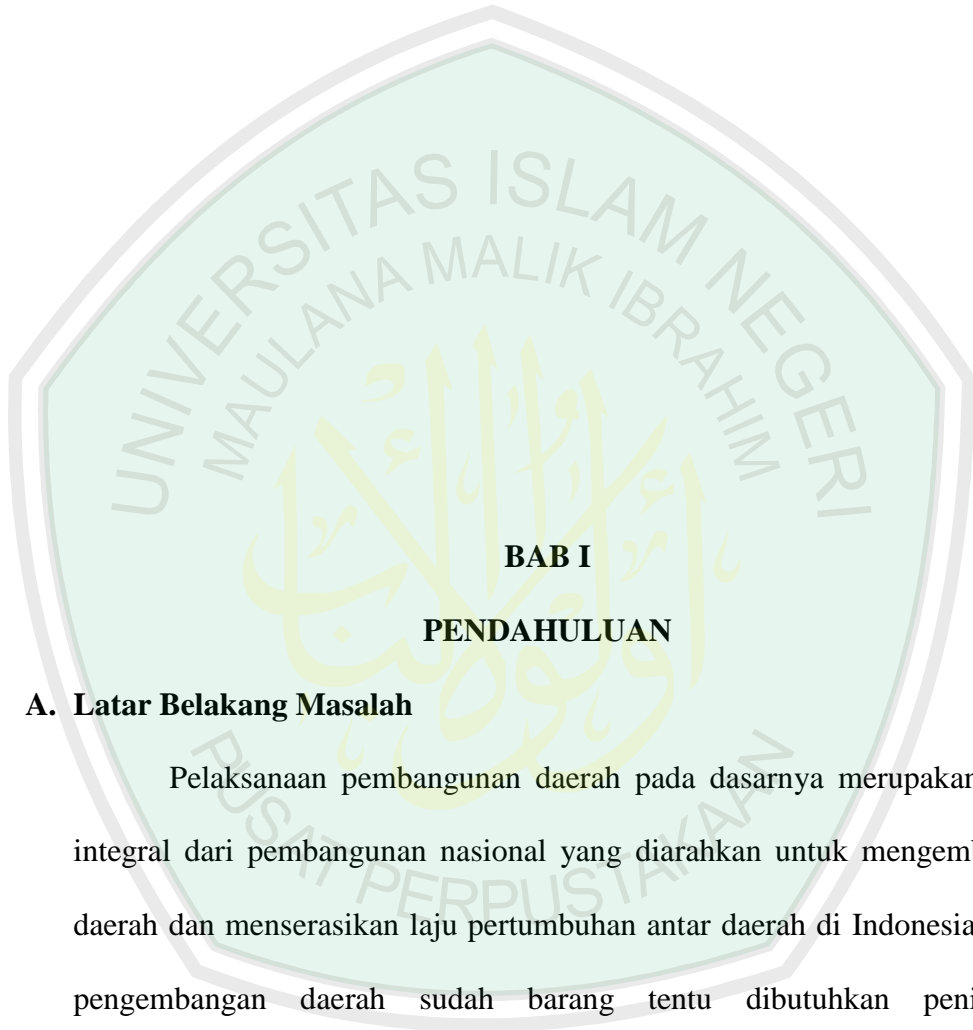 UNIVERSITAS ISLAM NEGERI
MAULANA MALIK IBRAHIM
BAB I
PENDAHULUAN
A. Latar Belakang Masalah
Pelaksanaan pembangunan daerah pada dasarnya merupakan
integral dari pembangunan nasional yang diarahkan untuk mengemb
daerah dan menserasikan laju pertumbuhan antar daerah di Indonesia
pengembangan daerah sudah barang tentu dibutuhkan peni
PUSAT PERPUSTAKAAN